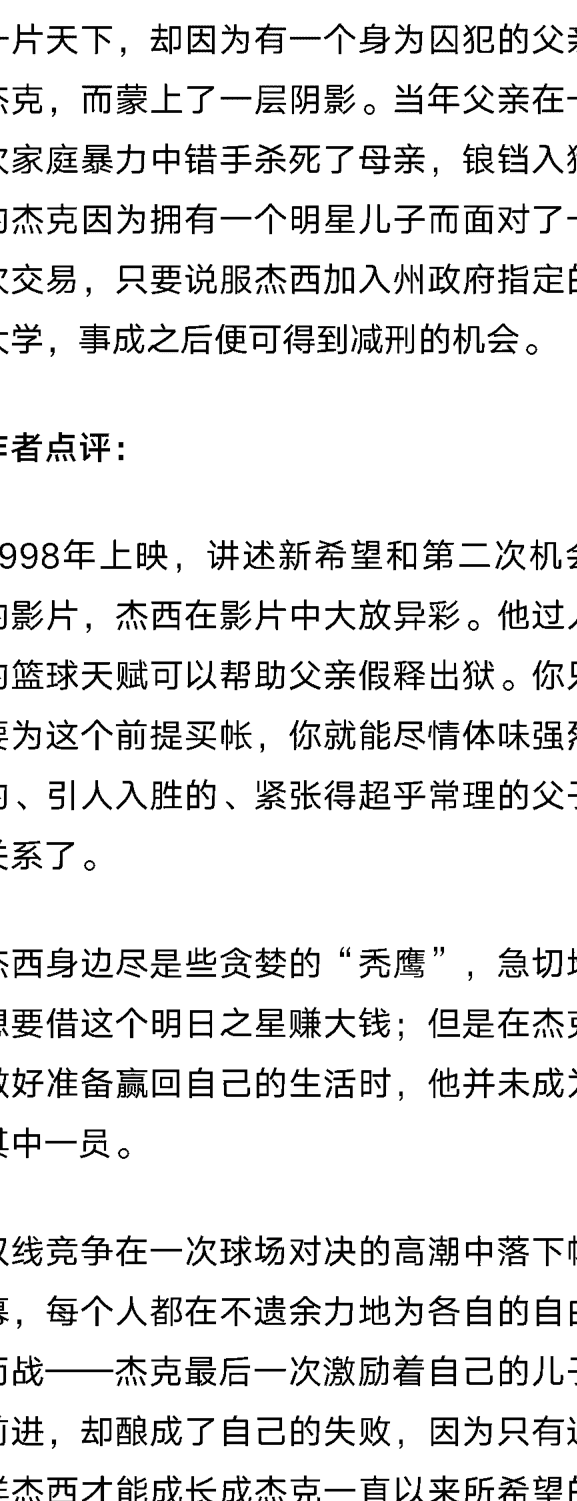 一片天下，却因为有一个身为囚犯的父亲
杰克，而蒙上了一层阴影。当年父亲在一
次家庭暴力中错手杀死了母亲，锒铛入狱
的杰克因为拥有一个明星儿子而面对了一
次交易，只要说服杰西加入州政府指定的
大学，事成之后便可得到减刑的机会。
作者点评：
1998年上映，讲述新希望和第二次机会
的影片，杰西在影片中大放异彩。他过人
的篮球天赋可以帮助父亲假释出狱。你只
要为这个前提买帐，你就能尽情体味强烈
的、引人入胜的、紧张得超乎常理的父子
关系了。
杰西身边尽是些贪婪的“秃鹰”，急切地
想要借这个明日之星赚大钱；但是在杰克
做好准备赢回自己的生活时，他并未成为
其中一员。
双线竞争在一次球场对决的高潮中落下帷
幕，每个人都在不遗余力地为各自的自由
而战——杰克最后一次激励着自己的儿子
前进，却酿成了自己的失败，因为只有这
样杰西才能成长成杰克一直以来所希望的